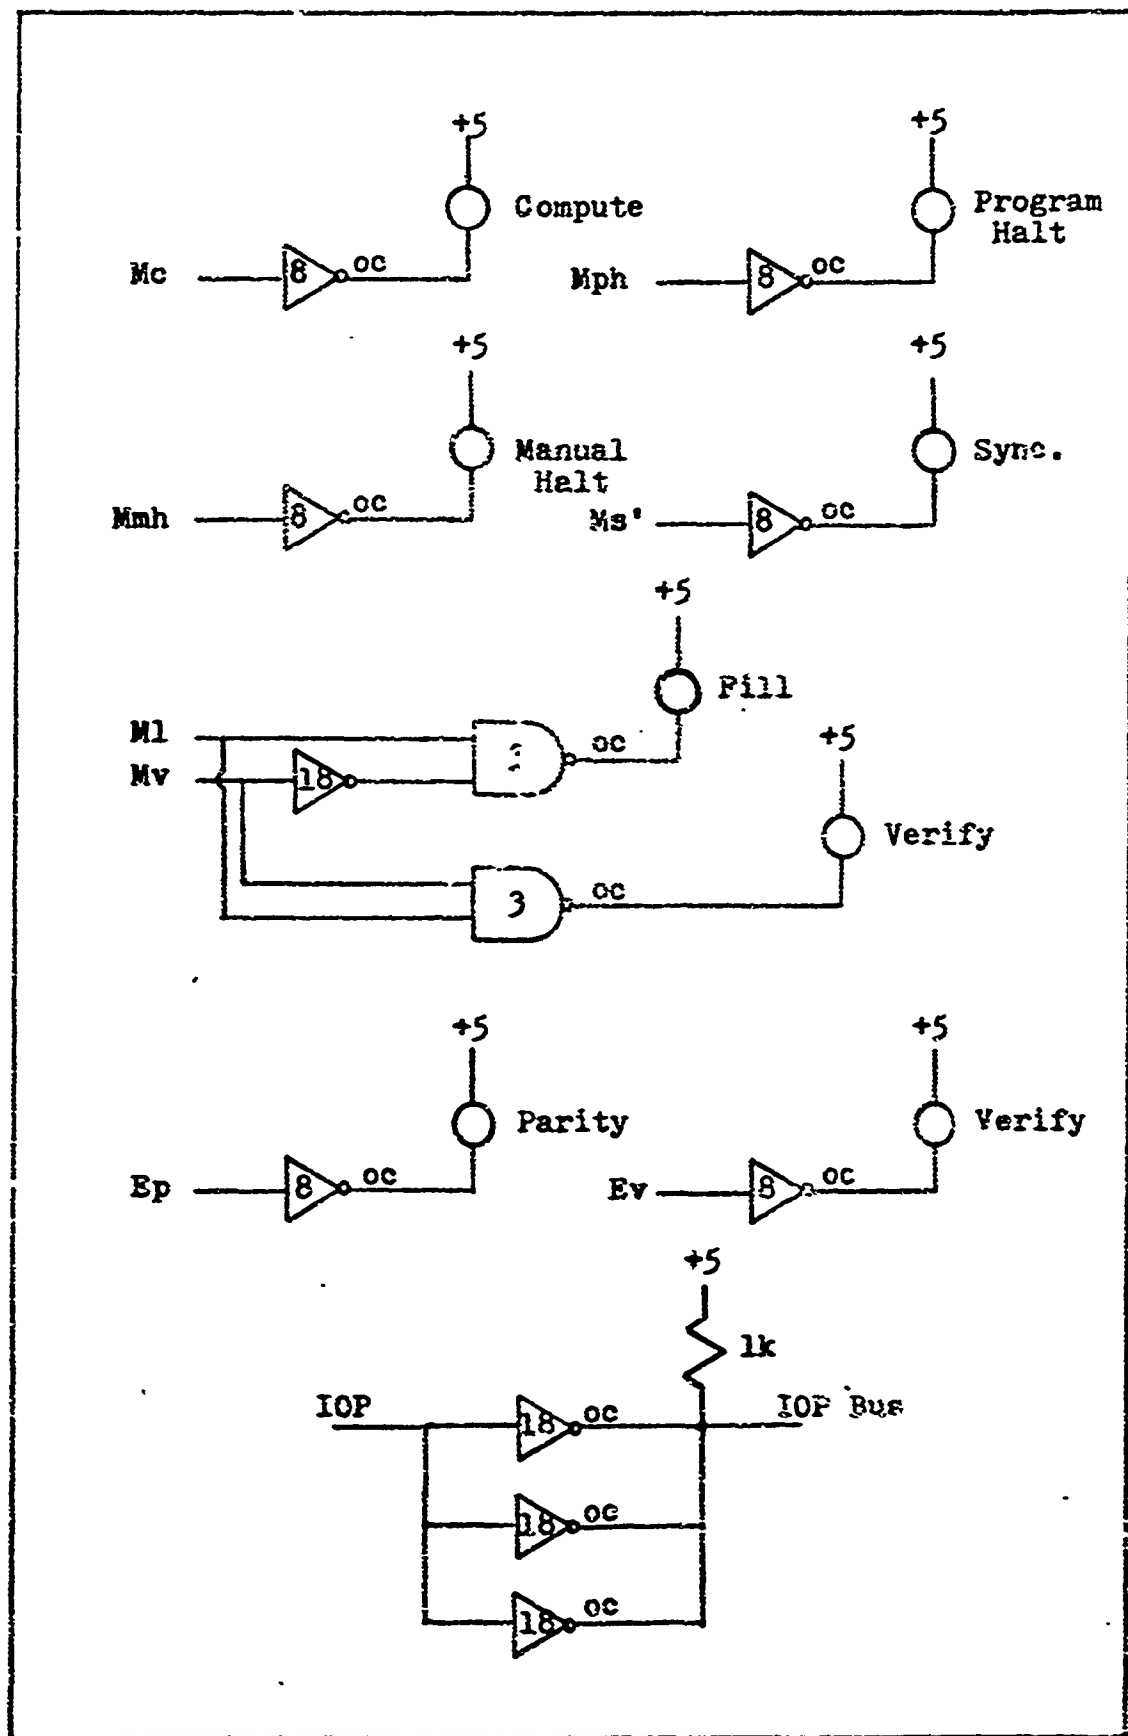 +5
+5
Compute
Program
Halt
Mc
8
oc
Mph
8
oc
+5
+5
Manual
Halt
Sync.
Mmh
8
oc
Ms'
8
oc
+5
Fill
Ml
oc
+5
Mv
18
Verify
3
oc
+5
+5
Parity
Verify
Ep
8
oc
Ev
8
oc
+5
1k
IOP
18
oc
IOP Bus
18
oc
18
oc